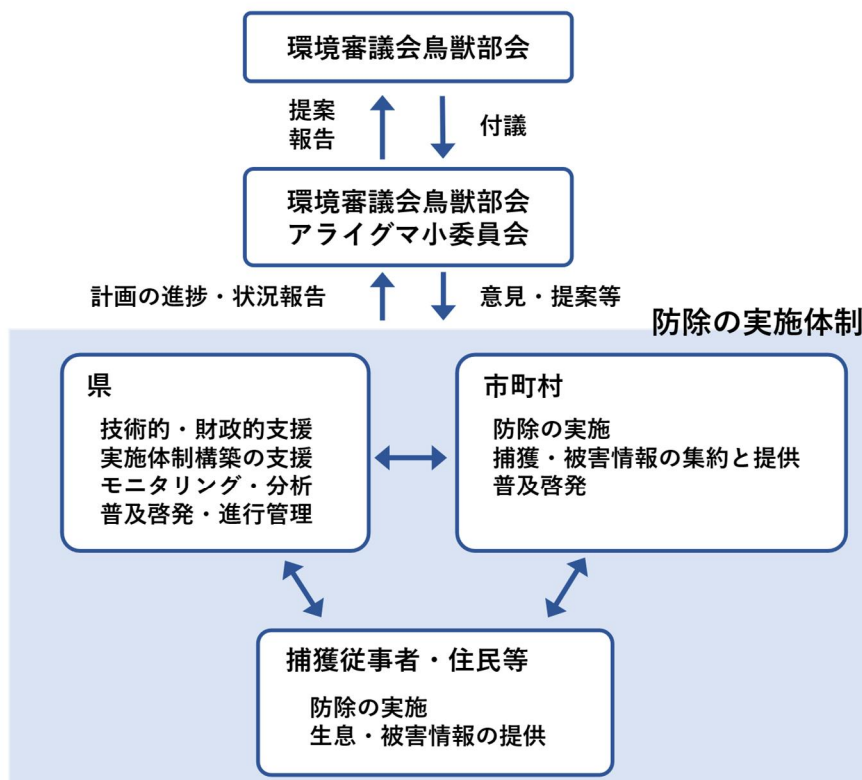 環境審議会鳥獣部会
提案
報告
付議
環境審議会鳥獣部会
アライグマ小委員会
計画の進捗・状況報告
意見・提案等
防除の実施体制
県
技術的・財政的支援
実施体制構築の支援
モニタリング・分析
普及啓発・進行管理
市町村
防除の実施
捕獲・被害情報の集約と提供
普及啓発
捕獲従事者・住民等
防除の実施
生息・被害情報の提供